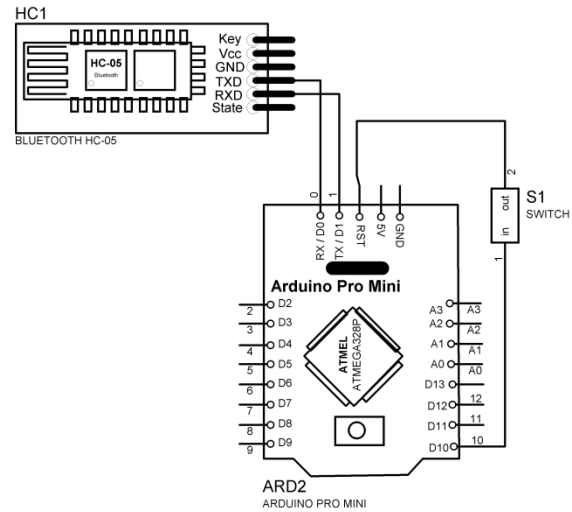 HC1
HC-05
Bluetooth
Key
Vcc
GND
TXD
RXD
State
BLUETOOTH HC-05
0
1
RX / D0
TX / D1
RST
5V
GND
2
out
in
1
S1
SWITCH
Arduino Pro Mini
ATMEL
ATMEGA328P
D2
2
D3
3
D4
4
D5
5
D6
6
D7
7
D8
8
D9
9
A3
A3
A2
A2
A1
A1
A0
A0
D13
D12
12
D11
11
D10
10
ARD2
ARDUINO PRO MINI